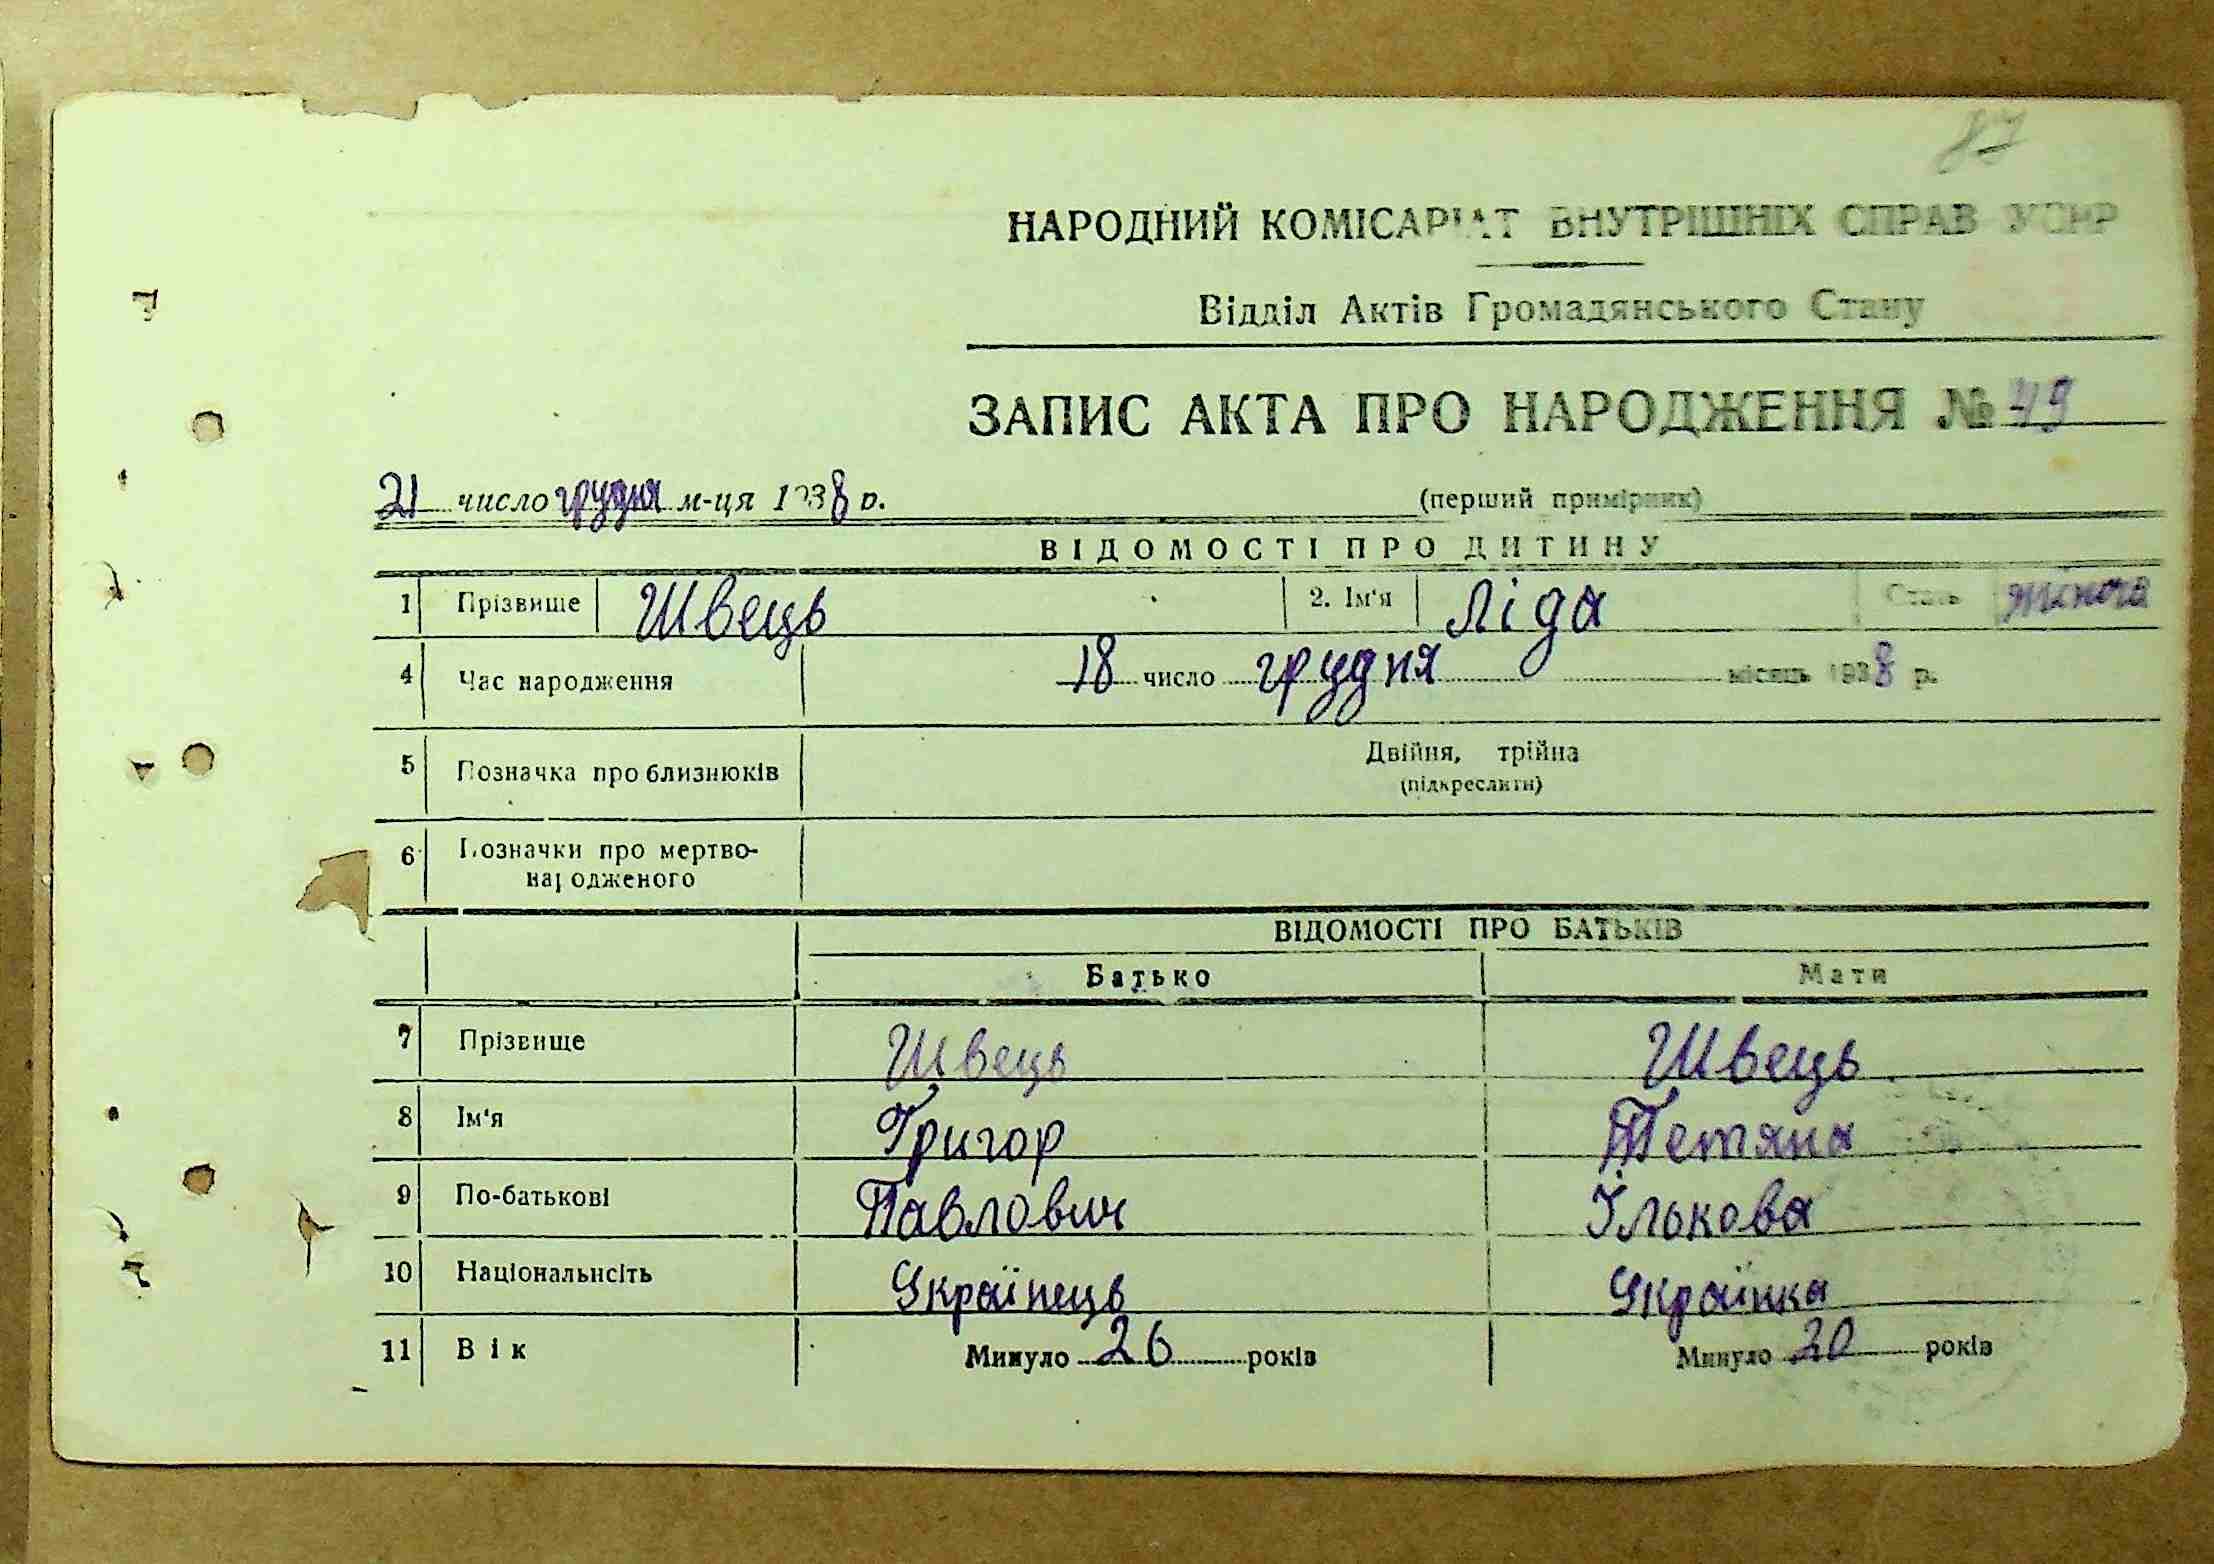 87
НАРОДНИЙ КОМІСАРІАТ ВНУТРІШНІХ СПРАВ УСРР
Відділ Актів Громадянського Стану
ЗАПИС АКТА ПРО НАРОДЖЕННЯ № 49
21 число грудня м-ця 1938 р.
(перший примірник)
ВІДОМОСТІ ПРО ДИТИНУ
1 Прізвище Швець 2. Ім'я Ліда Стать жіноча
4 Час народження 18 число грудня місяць 1938 р.
5 Позначка про близнюків Двійня, трійна
(підкреслити)
6 Позначки про мертво-
народженого
ВІДОМОСТІ ПРО БАТЬКІВ
Батько Мати
7 Прізвище Швець Швець
8 Ім'я Григор Тетяна
9 По-батькові Павлович Ількова
10 Національність Українець Українка
11 Вік Минуло 26 років Минуло 20 років